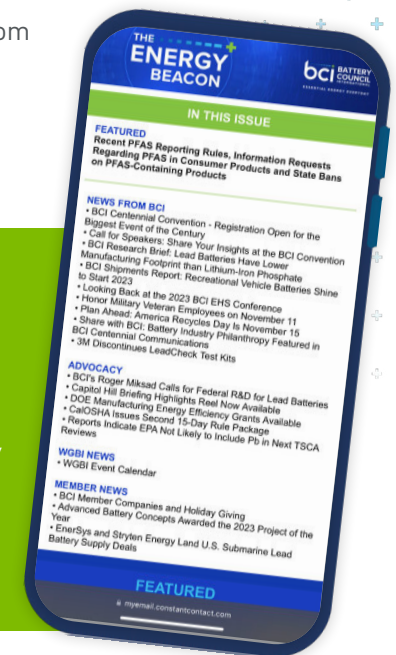 om
THE
ENERGY
BEACON
bci BATTERY
COUNCIL
INTERNATIONAL
ESSENTIAL ENERGY EVERYDAY
IN THIS ISSUE
FEATURED
Recent PFAS Reporting Rules, Information Requests
Regarding PFAS in Consumer Products and State Bans
on PFAS-Containing Products
NEWS FROM BCI
• BCI Centennial Convention - Registration Open for the
Biggest Event of the Century
• Call for Speakers: Share Your Insights at the BCI Convention
• BCI Research Brief: Lead Batteries Have Lower
Manufacturing Footprint than Lithium-Iron Phosphate
• BCI Shipments Report: Recreational Vehicle Batteries Shine
to Start 2023
• Looking Back at the 2023 BCI EHS Conference
• Honor Military Veteran Employees on November 11
• Plan Ahead: America Recycles Day Is November 15
• Share with BCI: Battery Industry Philanthropy Featured in
BCI Centennial Communications
• 3M Discontinues LeadCheck Test Kits
ADVOCACY
• BCI's Roger Miksad Calls for Federal R&D for Lead Batteries
• Capitol Hill Briefing Highlights Reel Now Available
• DOE Manufacturing Energy Efficiency Grants Available
• CalOSHA Issues Second 15-Day Rule Package
• Reports Indicate EPA Not Likely to Include Pb in Next TSCA
Reviews
WGBI NEWS
• WGBI Event Calendar
MEMBER NEWS
• BCI Member Companies and Holiday Giving
• Advanced Battery Concepts Awarded the 2023 Project of the
Year
• EnerSys and Stryten Energy Land U.S. Submarine Lead
Battery Supply Deals
FEATURED
myemail.constantcontact.com